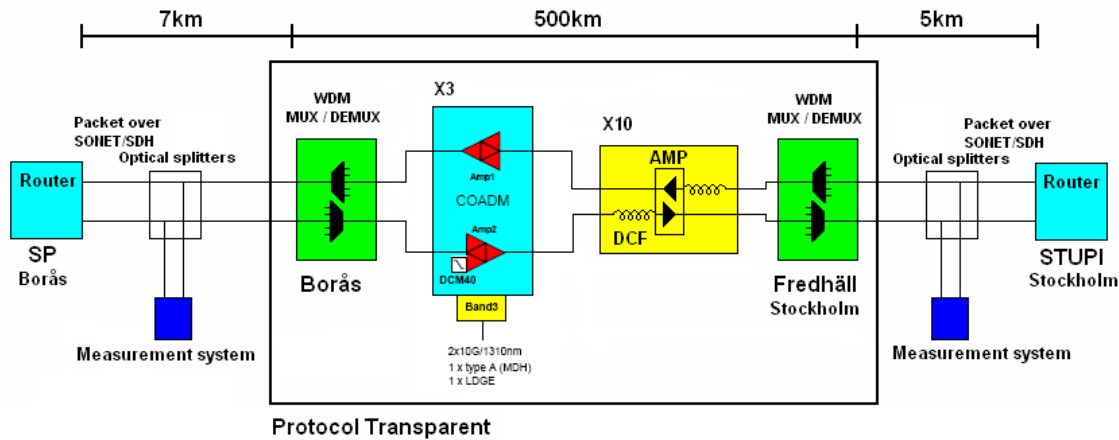 7km
500km
5km
X3
WDM
MUX / DEMUX
X10
WDM
MUX / DEMUX
Packet over
SONET/SDH
Optical splitters
Packet over
SONET/SDH
Optical splitters
Router
Amp1
COADM
Amp2
DCM40
AMP
DCF
Router
SP
Borås
Borås
Band3
Fredhäll
Stockholm
STUPI
Stockholm
Measurement system
2x10G/1310nm
1 x type A (MDH)
1 x LDGE
Measurement system
Protocol Transparent